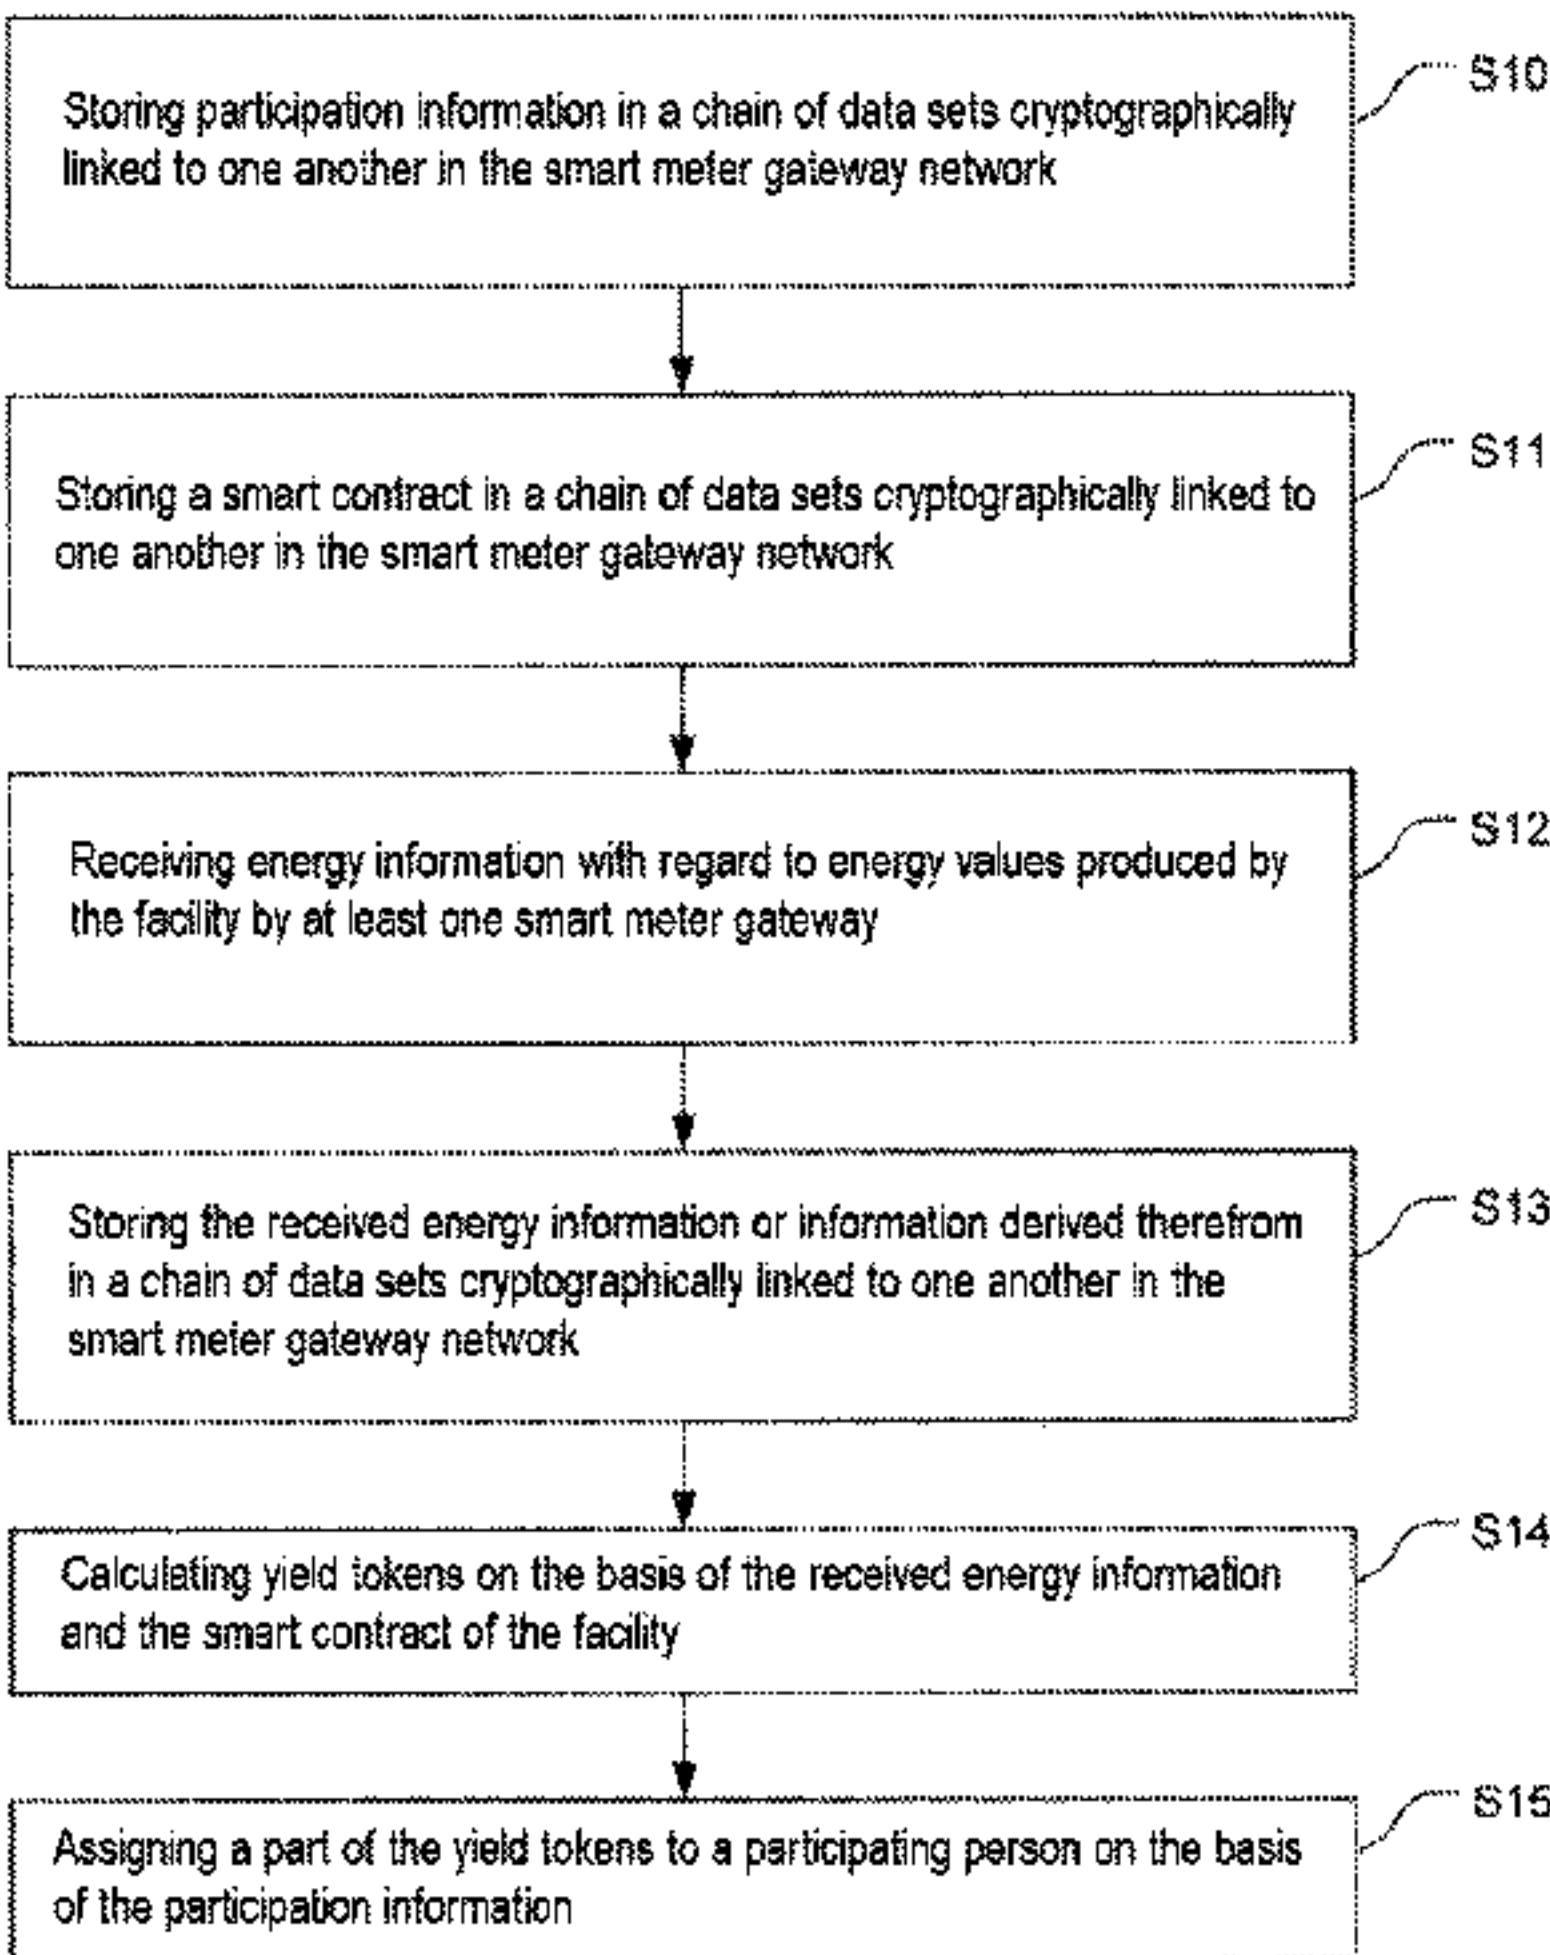 S10
Storing participation information in a chain of data sets cryptographically
linked to one another in the smart meter gateway network
S11
Storing a smart contract in a chain of data sets cryptographically linked to
one another in the smart meter gateway network
S12
Receiving energy information with regard to energy values produced by
the facility by at least one smart meter gateway
S13
Storing the received energy information or information derived therefrom
in a chain of data sets cryptographically linked to one another in the
smart meter gateway network
S14
Calculating yield tokens on the basis of the received energy information
and the smart contract of the facility
S15
Assigning a part of the yield tokens to a participating person on the basis
of the participation information